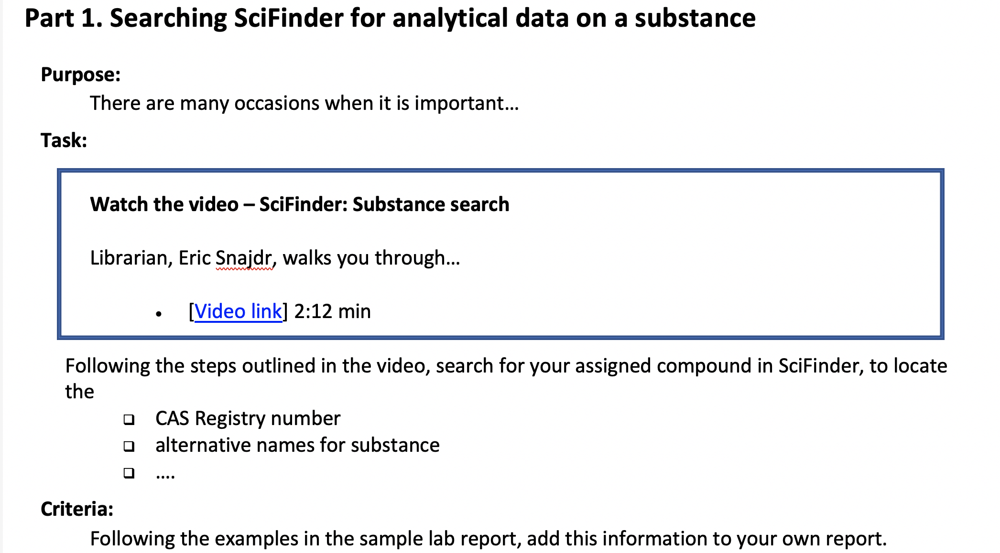 Part 1. Searching SciFinder for analytical data on a substance
Purpose:
There are many occasions when it is important...
Task:
Watch the video – SciFinder: Substance search
Librarian, Eric Snajdr, walks you through...
• [Video link] 2:12 min
Following the steps outlined in the video, search for your assigned compound in SciFinder, to locate
the
❑ CAS Registry number
❑ alternative names for substance
❑ ....
Criteria:
Following the examples in the sample lab report, add this information to your own report.